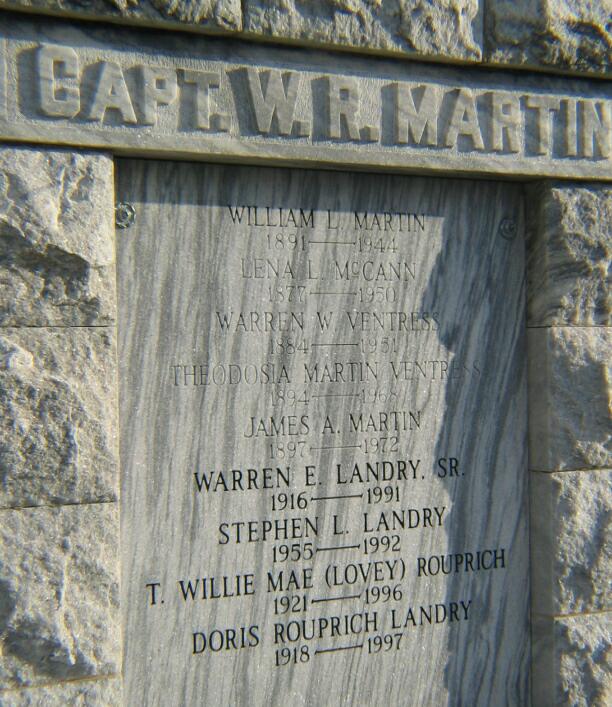 CAPT. W. R. MARTIN
WILLIAM L. MARTIN
1891 — 1944
LENA L. McCANN
1877 — 1950
WARREN W. VENTRESS
1884 — 1951
THEODOSIA MARTIN VENTRESS
1894 — 1968
JAMES A. MARTIN
1897 — 1972
WARREN E. LANDRY, SR.
1916 — 1991
STEPHEN L. LANDRY
1955 — 1992
T. WILLIE MAE (LOVEY) ROUPRICH
1921 — 1996
DORIS ROUPRICH LANDRY
1918 — 1997